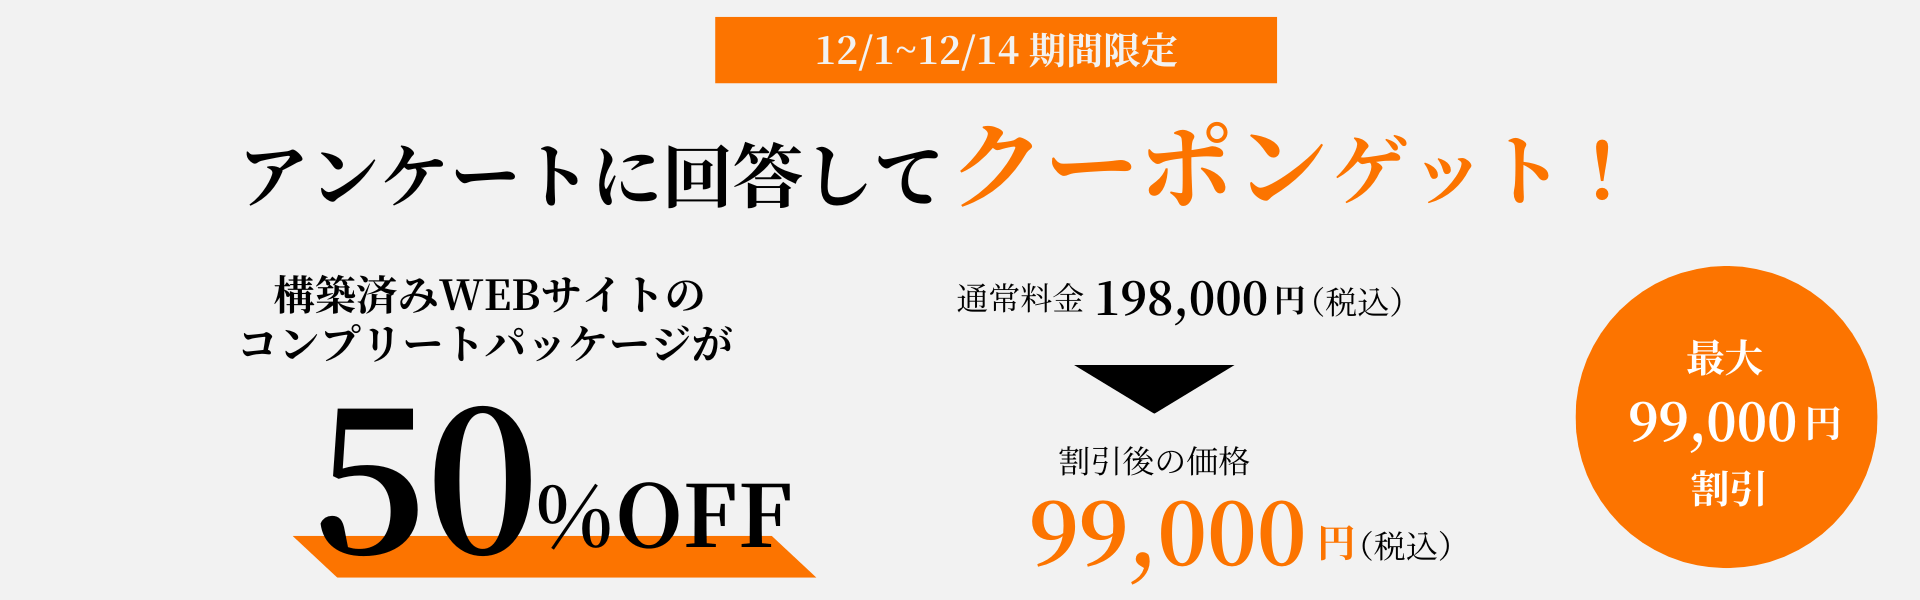 12/1~12/14 期間限定
アンケートに回答してクーポンゲット！
構築済みWEBサイトの
コンプリートパッケージが
50%OFF
通常料金 198,000円（税込）
割引後の価格
99,000円（税込）
最大
99,000円
割引